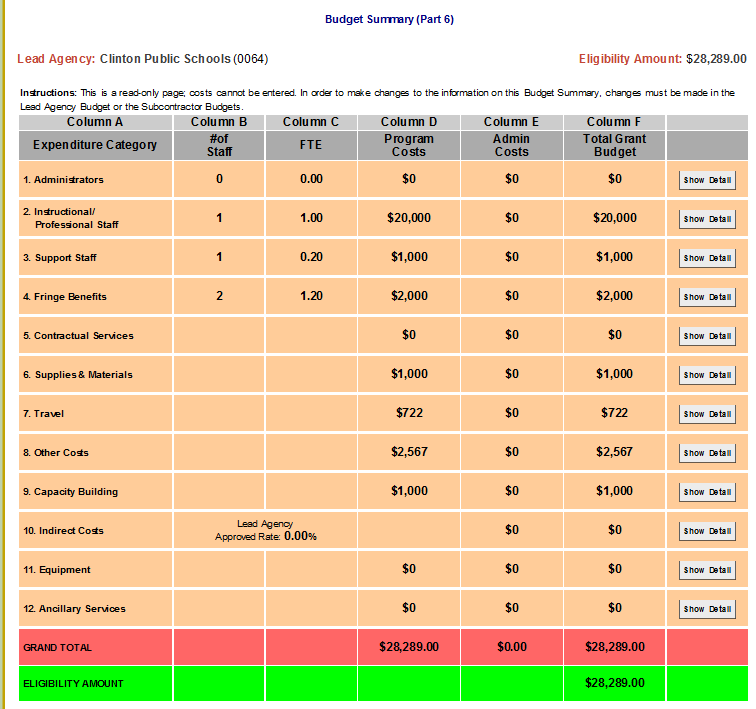 Budget Summary (Part 6)
Lead Agency: Clinton Public Schools (0064) Eligibility Amount: $28,289.00
Instructions: This is a read-only page; costs cannot be entered. In order to make changes to the information on this Budget Summary, changes must be made in the
Lead Agency Budget or the Subcontractor Budgets.
Column A Column B Column C Column D Column E Column F
Expenditure Category #of Staff FTE Program Costs Admin Costs Total Grant Budget
1. Administrators 0 0.00 $0 $0 $0 Show Detail
2. Instructional/ Professional Staff 1 1.00 $20,000 $0 $20,000 Show Detail
3. Support Staff 1 0.20 $1,000 $0 $1,000 Show Detail
4. Fringe Benefits 2 1.20 $2,000 $0 $2,000 Show Detail
5. Contractual Services $0 $0 $0 Show Detail
6. Supplies & Materials $1,000 $0 $1,000 Show Detail
7. Travel $722 $0 $722 Show Detail
8. Other Costs $2,567 $0 $2,567 Show Detail
9. Capacity Building $1,000 $0 $1,000 Show Detail
10. Indirect Costs Lead Agency Approved Rate: 0.00% $0 $0 Show Detail
11. Equipment $0 $0 $0 Show Detail
12. Ancillary Services $0 $0 $0 Show Detail
GRAND TOTAL $28,289.00 $0.00 $28,289.00
ELIGIBILITY AMOUNT $28,289.00